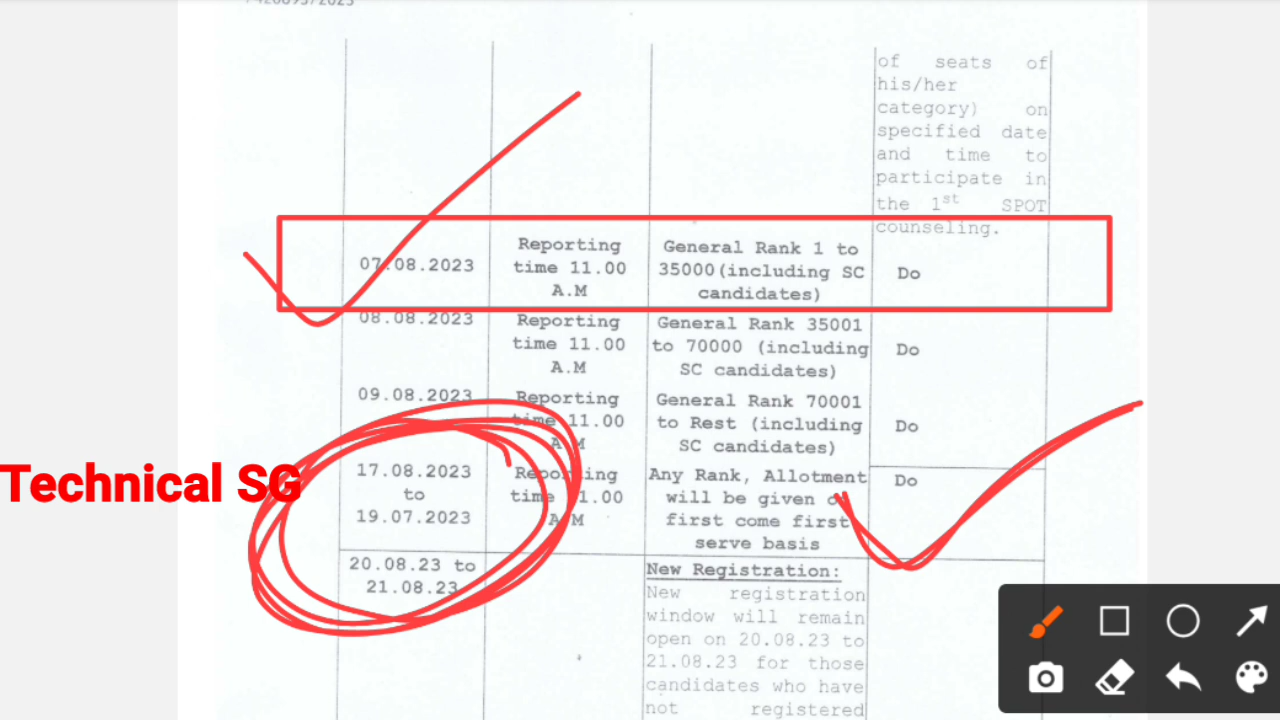 of seats of
his/her
category) on
specified date
and time to
participate in
the 1st SPOT
counseling.
07.08.2023
Reporting
time 11.00
A.M
General Rank 1 to
35000(including SC
candidates)
Do
08.08.2023
Reporting
time 11.00
A.M
General Rank 35001
to 70000 (including
SC candidates)
Do
09.08.2023
Reporting
time 11.00
A.M
General Rank 70001
to Rest (including
SC candidates)
Do
17.08.2023
to
19.07.2023
Reporting
time 11.00
A.M
Any Rank, Allotment
will be given on
first come first
serve basis
Do
Technical SG
20.08.23 to
21.08.23
New Registration:
New registration
window will remain
open on 20.08.23 to
21.08.23 for those
candidates who have
not registered